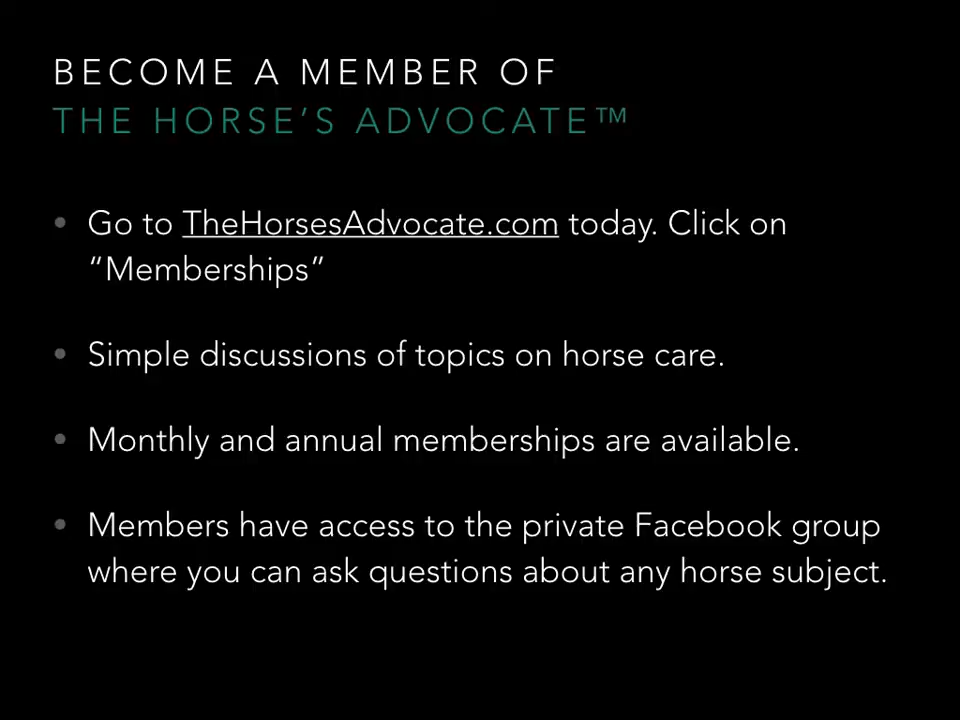 BECOME A MEMBER OF
THE HORSE’S ADVOCATE™
• Go to TheHorsesAdvocate.com today. Click on
“Memberships”
• Simple discussions of topics on horse care.
• Monthly and annual memberships are available.
• Members have access to the private Facebook group
where you can ask questions about any horse subject.